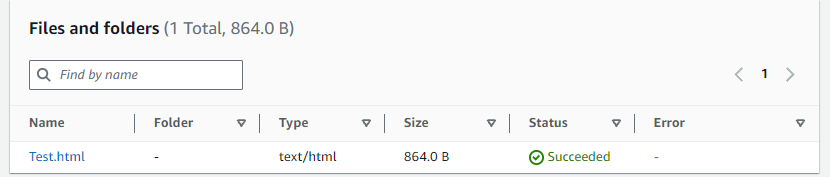 Files and folders (1 Total, 864.0 B)
Find by name
1
Name Folder Type Size Status Error
Test.html - text/html 864.0 B Succeeded -